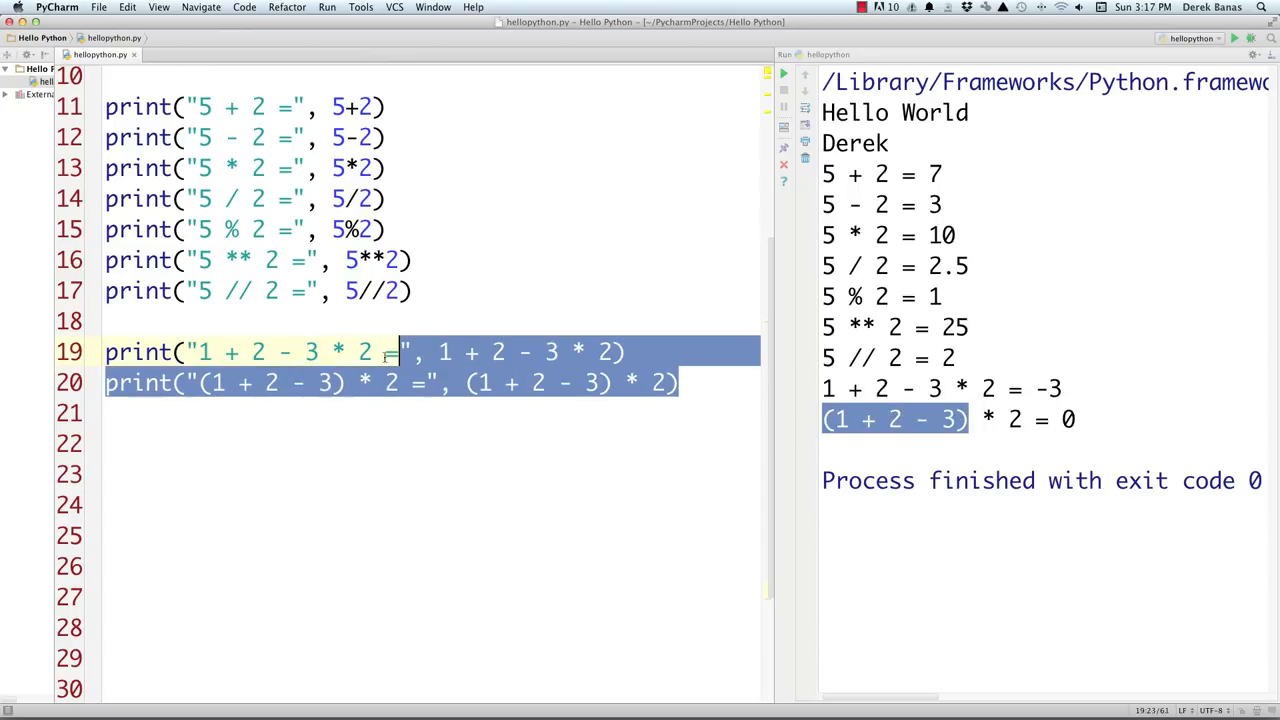 PyCharm File Edit View Navigate Code Refactor Run Tools VCS Window Help
10 Sun 3:17 PM Derek Banas
hellopython.py – Hello Python – [~/PycharmProjects/Hello Python]
Hello Python hellopython.py
hellopython
hellopython.py
Run hellopython
Hello P
hell
Extern
10
11 print("5 + 2 =", 5+2)
12 print("5 - 2 =", 5-2)
13 print("5 * 2 =", 5*2)
14 print("5 / 2 =", 5/2)
15 print("5 % 2 =", 5%2)
16 print("5 ** 2 =", 5**2)
17 print("5 // 2 =", 5//2)
18
19 print("1 + 2 - 3 * 2 =", 1 + 2 - 3 * 2)
20 print("(1 + 2 - 3) * 2 =", (1 + 2 - 3) * 2)
21
22
23
24
25
26
27
28
29
30
/Library/Frameworks/Python.framewo
Hello World
Derek
5 + 2 = 7
5 - 2 = 3
5 * 2 = 10
5 / 2 = 2.5
5 % 2 = 1
5 ** 2 = 25
5 // 2 = 2
1 + 2 - 3 * 2 = -3
(1 + 2 - 3) * 2 = 0
Process finished with exit code 0
19:23/61 LF UTF-8